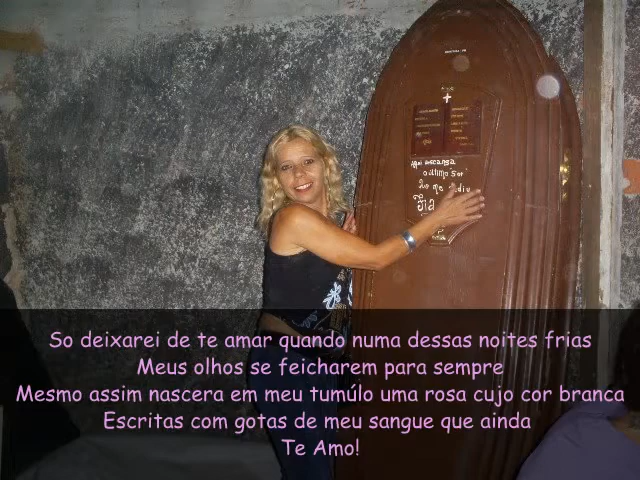 Aqui descança
o ultimo
So deixarei de te amar quando numa dessas noites frias
Meus olhos se feicharem para sempre
Mesmo assim nascera em meu tumúlo uma rosa cujo cor branca
Escritas com gotas de meu sangue que ainda
Te Amo!